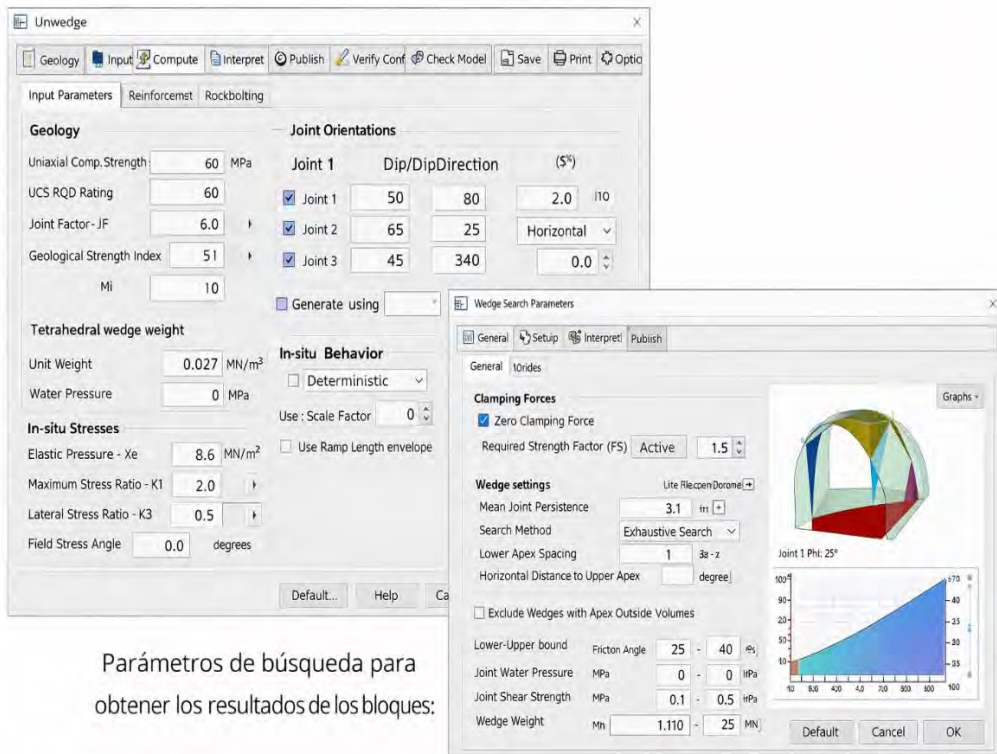 Unwedge
Geology Input Compute Interpret Publish Verify Conf Check Model Save Print Optio
Input Parameters Reinforcemst Rockbolting
Geology
Uniaxial Comp. Strength 60 MPa
UCS RQD Rating 60
Joint Factor - JF 6.0
Geological Strength Index 51
Mi 10
Tetrahedral wedge weight
Unit Weight 0.027 MN/m³
Water Pressure 0 MPa
In-situ Stresses
Elastic Pressure - Xe 8.6 MN/m²
Maximum Stress Ratio - K1 2.0
Lateral Stress Ratio - K3 0.5
Field Stress Angle 0.0 degrees
Joint Orientations
Joint 1 Dip/DipDirection ($%)
Joint 1 50 80 2.0 /10
Joint 2 65 25 Horizontal
Joint 3 45 340 0.0
Generate using
In-situ Behavior
Deterministic
Use : Scale Factor 0
Use Ramp Length envelope
Default... Help Ca
Wedge Search Parameters
General Setuip Interpreti Publish
General 10rides
Clamping Forces
Zero Clamping Force
Required Strength Factor (FS) Active 1.5
Wedge settings
Mean Joint Persistence 3.1
Search Method Exhaustive Search
Lower Apex Spacing 1
Horizontal Distance to Upper Apex degree
Exclude Wedges with Apex Outside Volumes
Lower-Upper bound Fricton Angle 25 - 40
Joint Water Pressure MPa 0 - 0
Joint Shear Strength MPa 0.1 - 0.5
Wedge Weight Mh 1.110 - 25 MN
Graphs
Joint 1 PhI: 25°
Default Cancel OK
Parámetros de búsqueda para
obtener los resultados de los bloques: